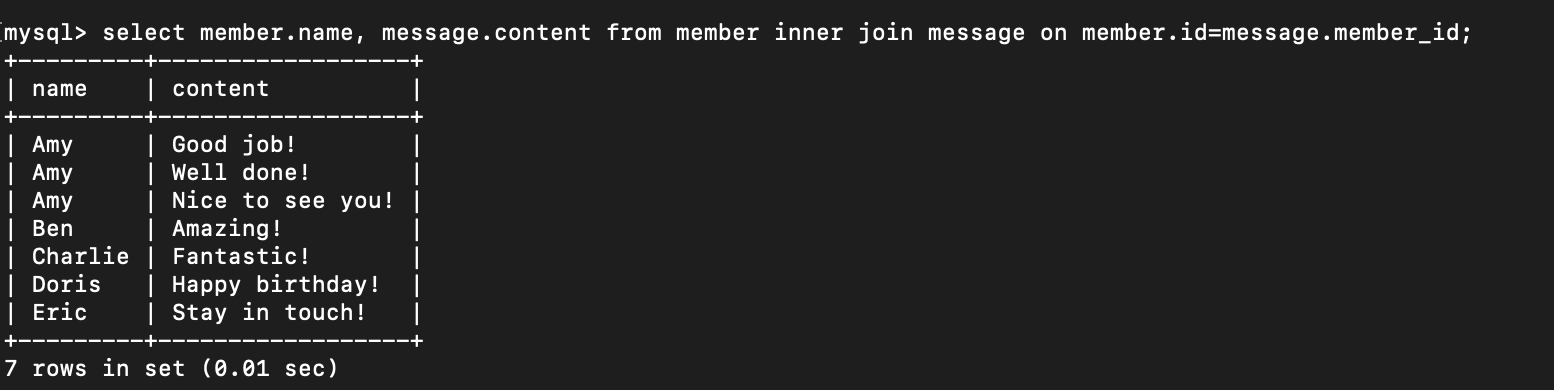 [mysql> select member.name, message.content from member inner join message on member.id=message.member_id;
+---------+------------------+
| name    | content          |
+---------+------------------+
| Amy     | Good job!        |
| Amy     | Well done!       |
| Amy     | Nice to see you! |
| Ben     | Amazing!         |
| Charlie | Fantastic!       |
| Doris   | Happy birthday!  |
| Eric    | Stay in touch!   |
+---------+------------------+
7 rows in set (0.01 sec)